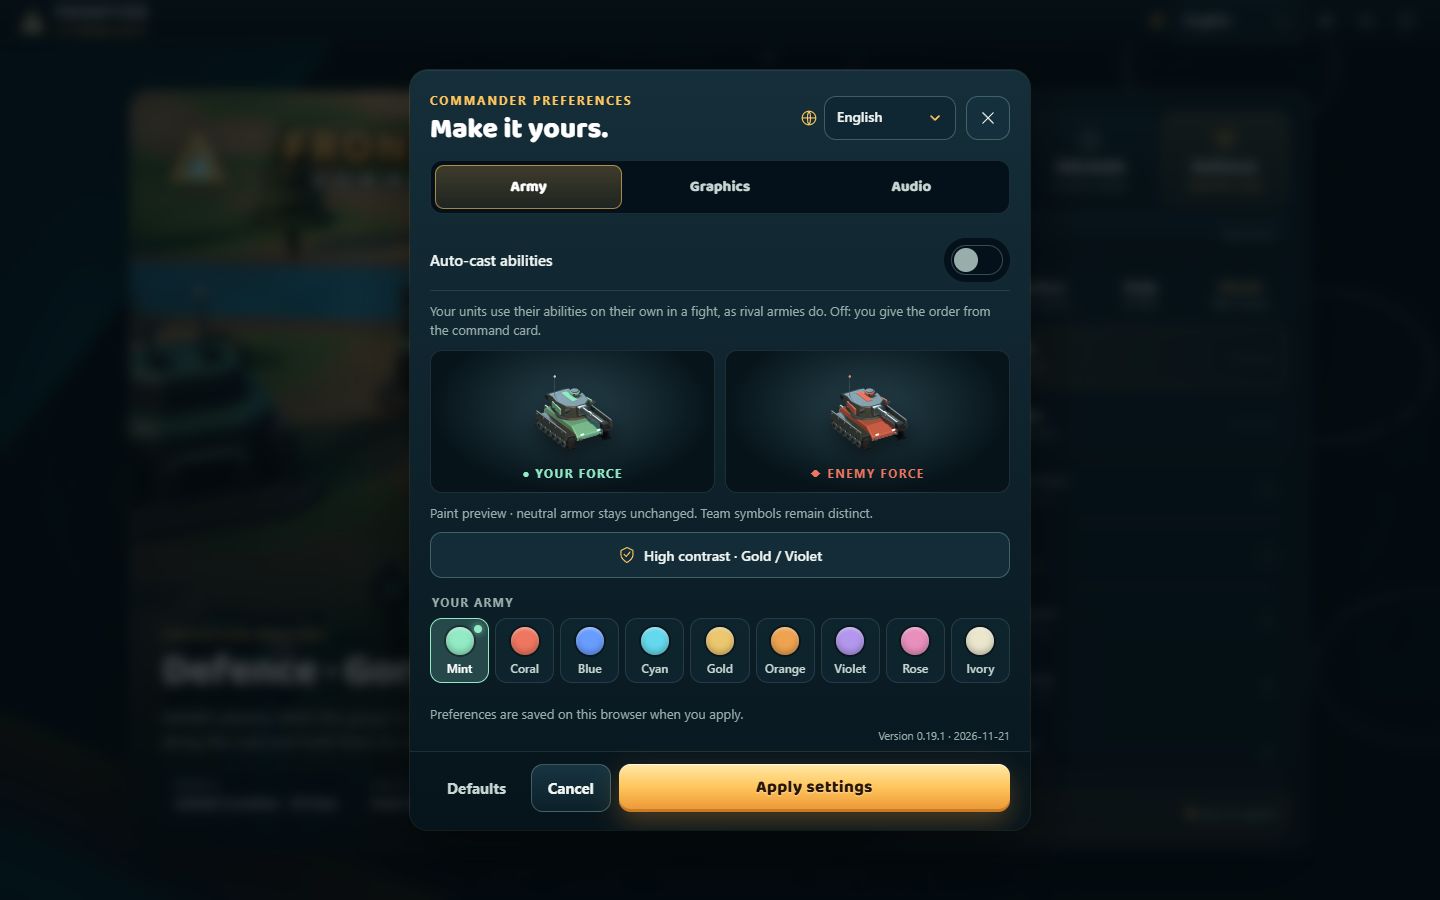 COMMANDER PREFERENCES
Make it yours.
English
Army
Graphics
Audio
Auto-cast abilities
Your units use their abilities on their own in a fight, as rival armies do. Off: you give the order from
the command card.
YOUR FORCE
ENEMY FORCE
Paint preview · neutral armor stays unchanged. Team symbols remain distinct.
High contrast · Gold / Violet
YOUR ARMY
Mint
Coral
Blue
Cyan
Gold
Orange
Violet
Rose
Ivory
Preferences are saved on this browser when you apply.
Version 0.19.1 · 2026-11-21
Defaults
Cancel
Apply settings